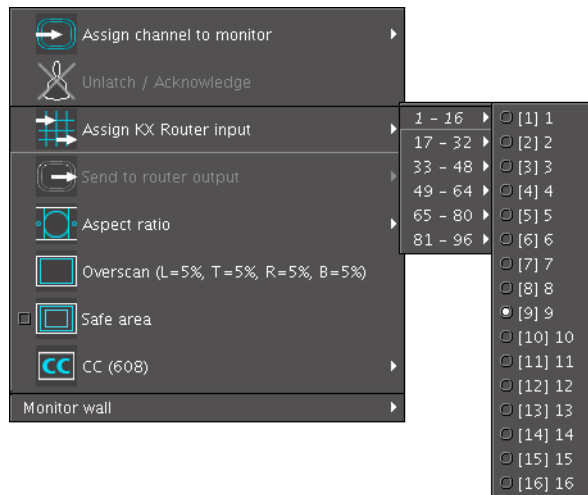 Assign channel to monitor
Unlatch / Acknowledge
Assign KX Router input
Send to router output
Aspect ratio
Overscan (L=5%, T=5%, R=5%, B=5%)
Safe area
CC CC (608)
Monitor wall
1 - 16
17 - 32
33 - 48
49 - 64
65 - 80
81 - 96
[1] 1
[2] 2
[3] 3
[4] 4
[5] 5
[6] 6
[7] 7
[8] 8
[9] 9
[10] 10
[11] 11
[12] 12
[13] 13
[14] 14
[15] 15
[16] 16